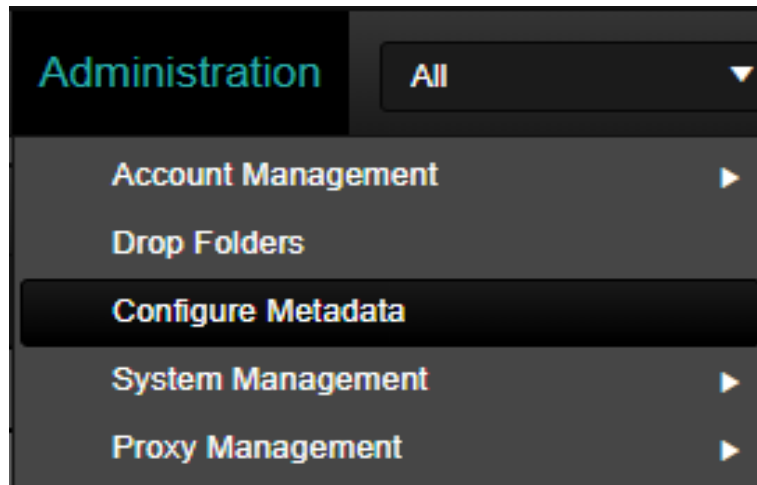 Administration All
Account Management
Drop Folders
Configure Metadata
System Management
Proxy Management